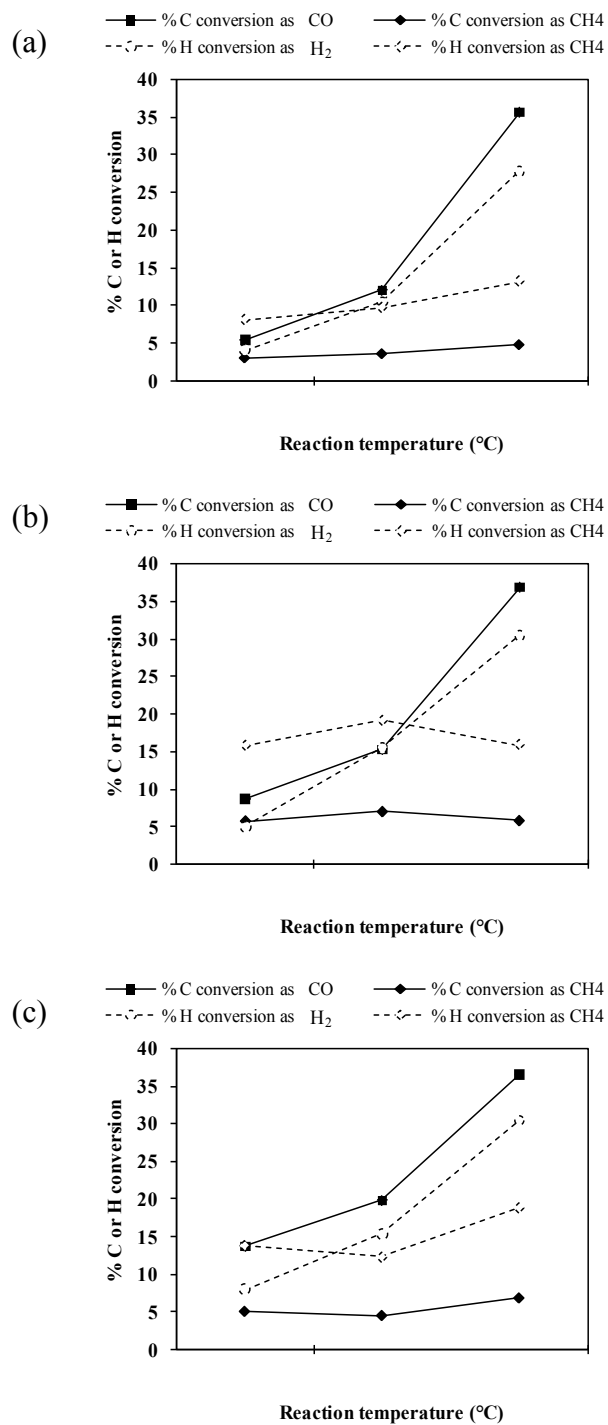 (a)
% C conversion as CO
% C conversion as CH4
% H conversion as H2
% H conversion as CH4
40
35
30
25
20
15
10
5
0
% C or H conversion
Reaction temperature (°C)
(b)
% C conversion as CO
% C conversion as CH4
% H conversion as H2
% H conversion as CH4
40
35
30
25
20
15
10
5
0
% C or H conversion
Reaction temperature (°C)
(c)
% C conversion as CO
% C conversion as CH4
% H conversion as H2
% H conversion as CH4
40
35
30
25
20
15
10
5
0
% C or H conversion
Reaction temperature (°C)